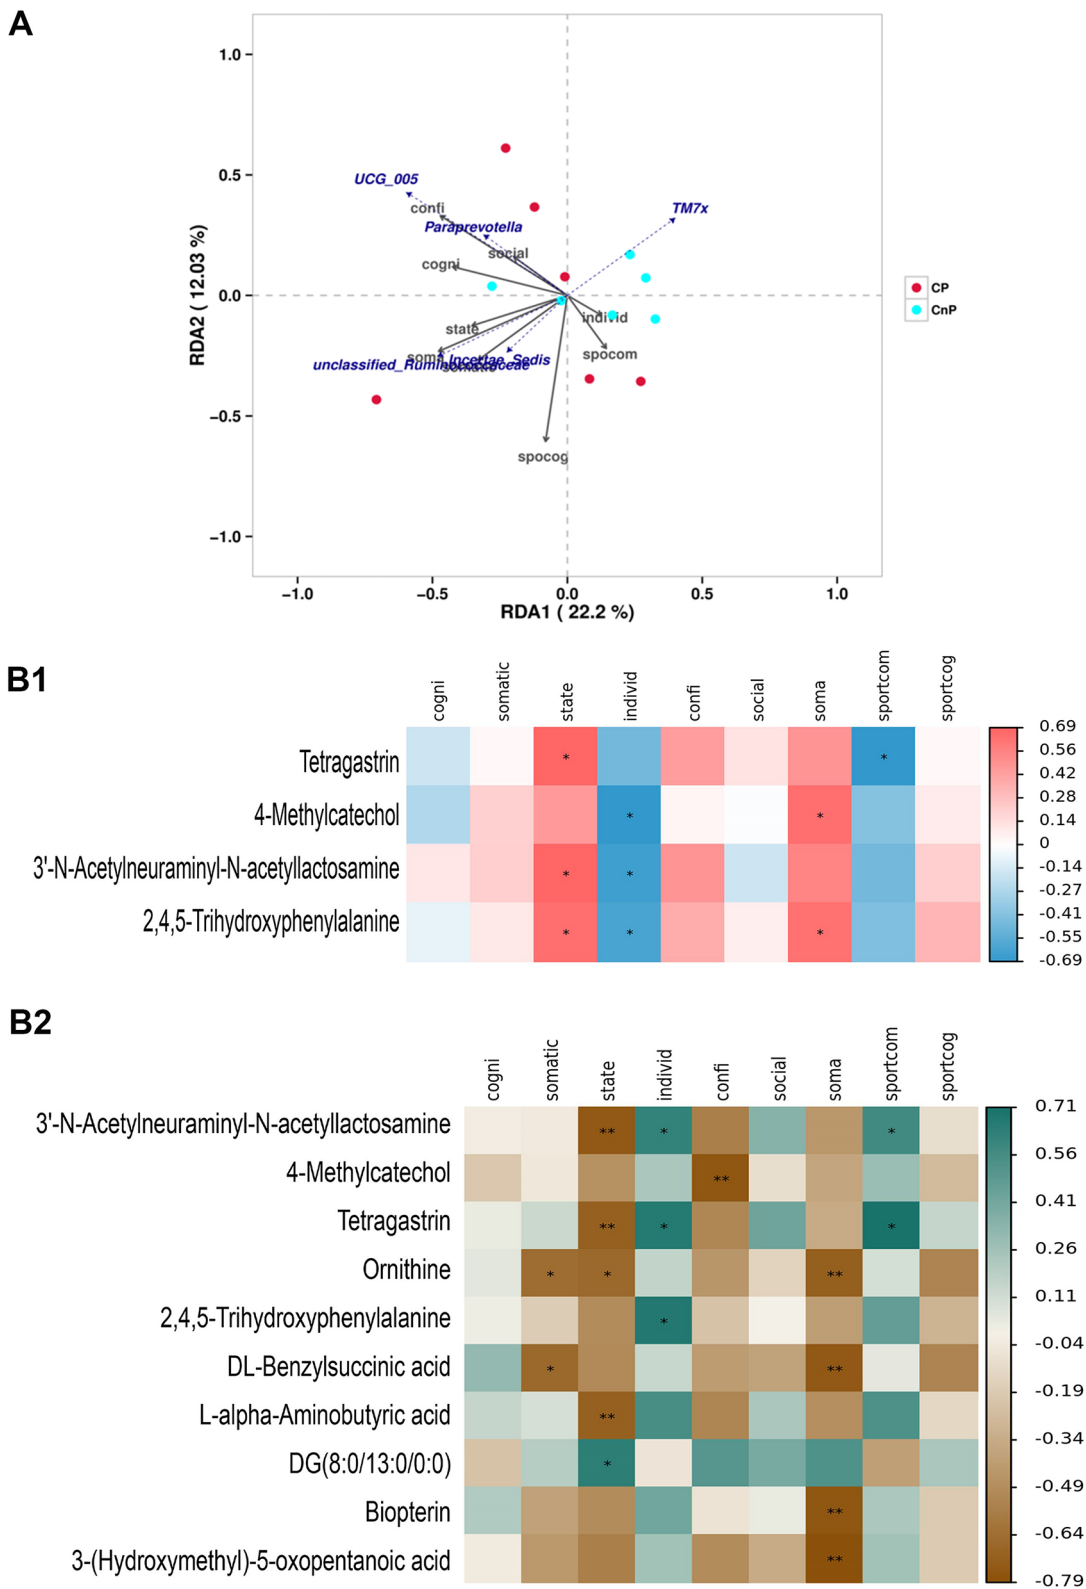 A
1.0
0.5
0.0
−0.5
−1.0
RDA2 ( 12.03 %)
UCG_005
confi
Paraprevotella
social
cogni
TM7x
individ
state
spocom
soma
Incertae_Sedis
unclassified_Ruminococcaceae
somatic
spocog
CP
CnP
−1.0 −0.5 0.0 0.5 1.0
RDA1 ( 22.2 %)
B1
cogni somatic state individ confi social soma sportcom sportcog
Tetragastrin * *
4-Methylcatechol * *
3'-N-Acetylneuraminyl-N-acetyllactosamine * *
2,4,5-Trihydroxyphenylalanine * * *
0.69
0.56
0.42
0.28
0.14
0
-0.14
-0.27
-0.41
-0.55
-0.69
B2
cogni somatic state individ confi social soma sportcom sportcog
3'-N-Acetylneuraminyl-N-acetyllactosamine ** * *
4-Methylcatechol **
Tetragastrin ** * *
Ornithine * * **
2,4,5-Trihydroxyphenylalanine *
DL-Benzylsuccinic acid * **
L-alpha-Aminobutyric acid **
DG(8:0/13:0/0:0) *
Biopterin **
3-(Hydroxymethyl)-5-oxopentanoic acid **
0.71
0.56
0.41
0.26
0.11
-0.04
-0.19
-0.34
-0.49
-0.64
-0.79